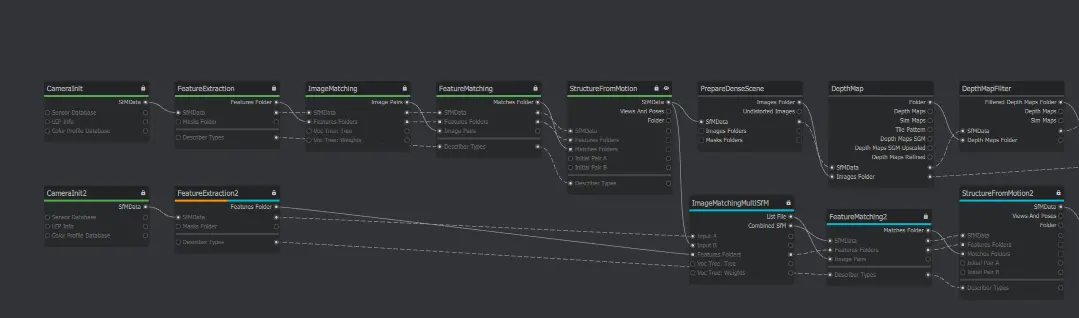 CameraInit
SfMData
Sensor Database
LCP Info
Color Profile Database
FeatureExtraction
Features Folder
SfMData
Masks Folder
Describer Types
ImageMatching
Image Pairs
SfMData
Features Folders
Voc Tree: Tree
Voc Tree: Weights
FeatureMatching
Matches Folder
SfMData
Features Folders
Image Pairs
Describer Types
StructureFromMotion
SfMData
Views And Poses
Folder
SfMData
Features Folders
Matches Folders
Initial Pair A
Initial Pair B
Describer Types
PrepareDenseScene
Images Folder
Undistorted Images
SfMData
Images Folders
Masks Folders
DepthMap
Folder
Depth Maps
Sim Maps
Tile Pattern
Depth Maps SGM
Depth Maps SGM Upscaled
Depth Maps Refined
SfMData
Images Folder
DepthMapFilter
Filtered Depth Maps Folder
Depth Maps
Sim Maps
SfMData
Depth Maps Folder
CameraInit2
SfMData
Sensor Database
LCP Info
Color Profile Database
FeatureExtraction2
Features Folder
SfMData
Masks Folder
Describer Types
ImageMatchingMultiSfM
List File
Combined SfM
Input A
Input B
Features Folders
Voc Tree: Tree
Voc Tree: Weights
FeatureMatching2
Matches Folder
SfMData
Features Folders
Image Pairs
Describer Types
StructureFromMotion2
SfMData
Views And Poses
Folder
SfMData
Features Folders
Matches Folders
Initial Pair A
Initial Pair B
Describer Types